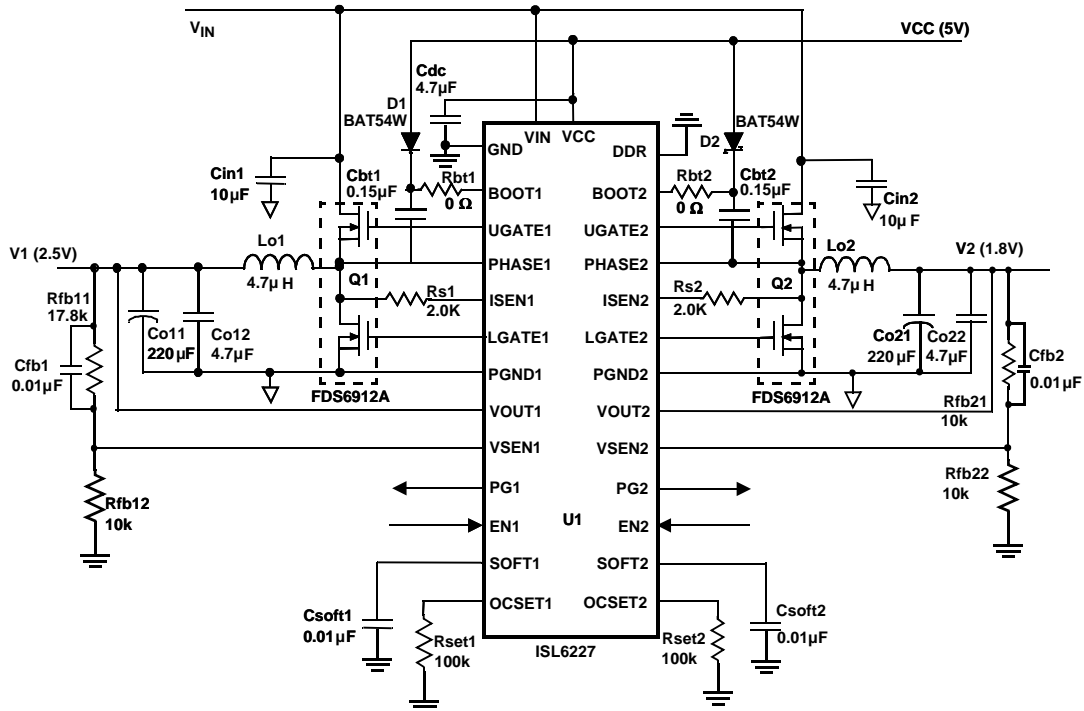 VIN
VCC (5V)
Cdc
4.7µF
D1
BAT54W
VIN VCC
BAT54W
D2
GND
DDR
Cin1
10µF
Cbt1
0.15µF
Rbt1
0 Ω
BOOT1
BOOT2
Rbt2
0 Ω
Cbt2
0.15µF
Cin2
10µ F
UGATE1
UGATE2
V1 (2.5V)
Lo1
4.7µ H
PHASE1
PHASE2
Lo2
4.7µ H
V2 (1.8V)
Q1
Rs1
2.0K
ISEN1
ISEN2
Rs2
2.0K
Q2
Rfb11
17.8k
Co11
220µF
Co12
4.7µF
LGATE1
LGATE2
Co21
220µF
Co22
4.7µF
Cfb1
0.01µF
Cfb2
0.01µF
PGND1
PGND2
FDS6912A
FDS6912A
VOUT1
VOUT2
Rfb21
10k
VSEN1
VSEN2
Rfb12
10k
PG1
PG2
Rfb22
10k
U1
EN1
EN2
SOFT1
SOFT2
Csoft1
0.01µF
OCSET1
OCSET2
Csoft2
0.01µF
Rset1
100k
Rset2
100k
ISL6227